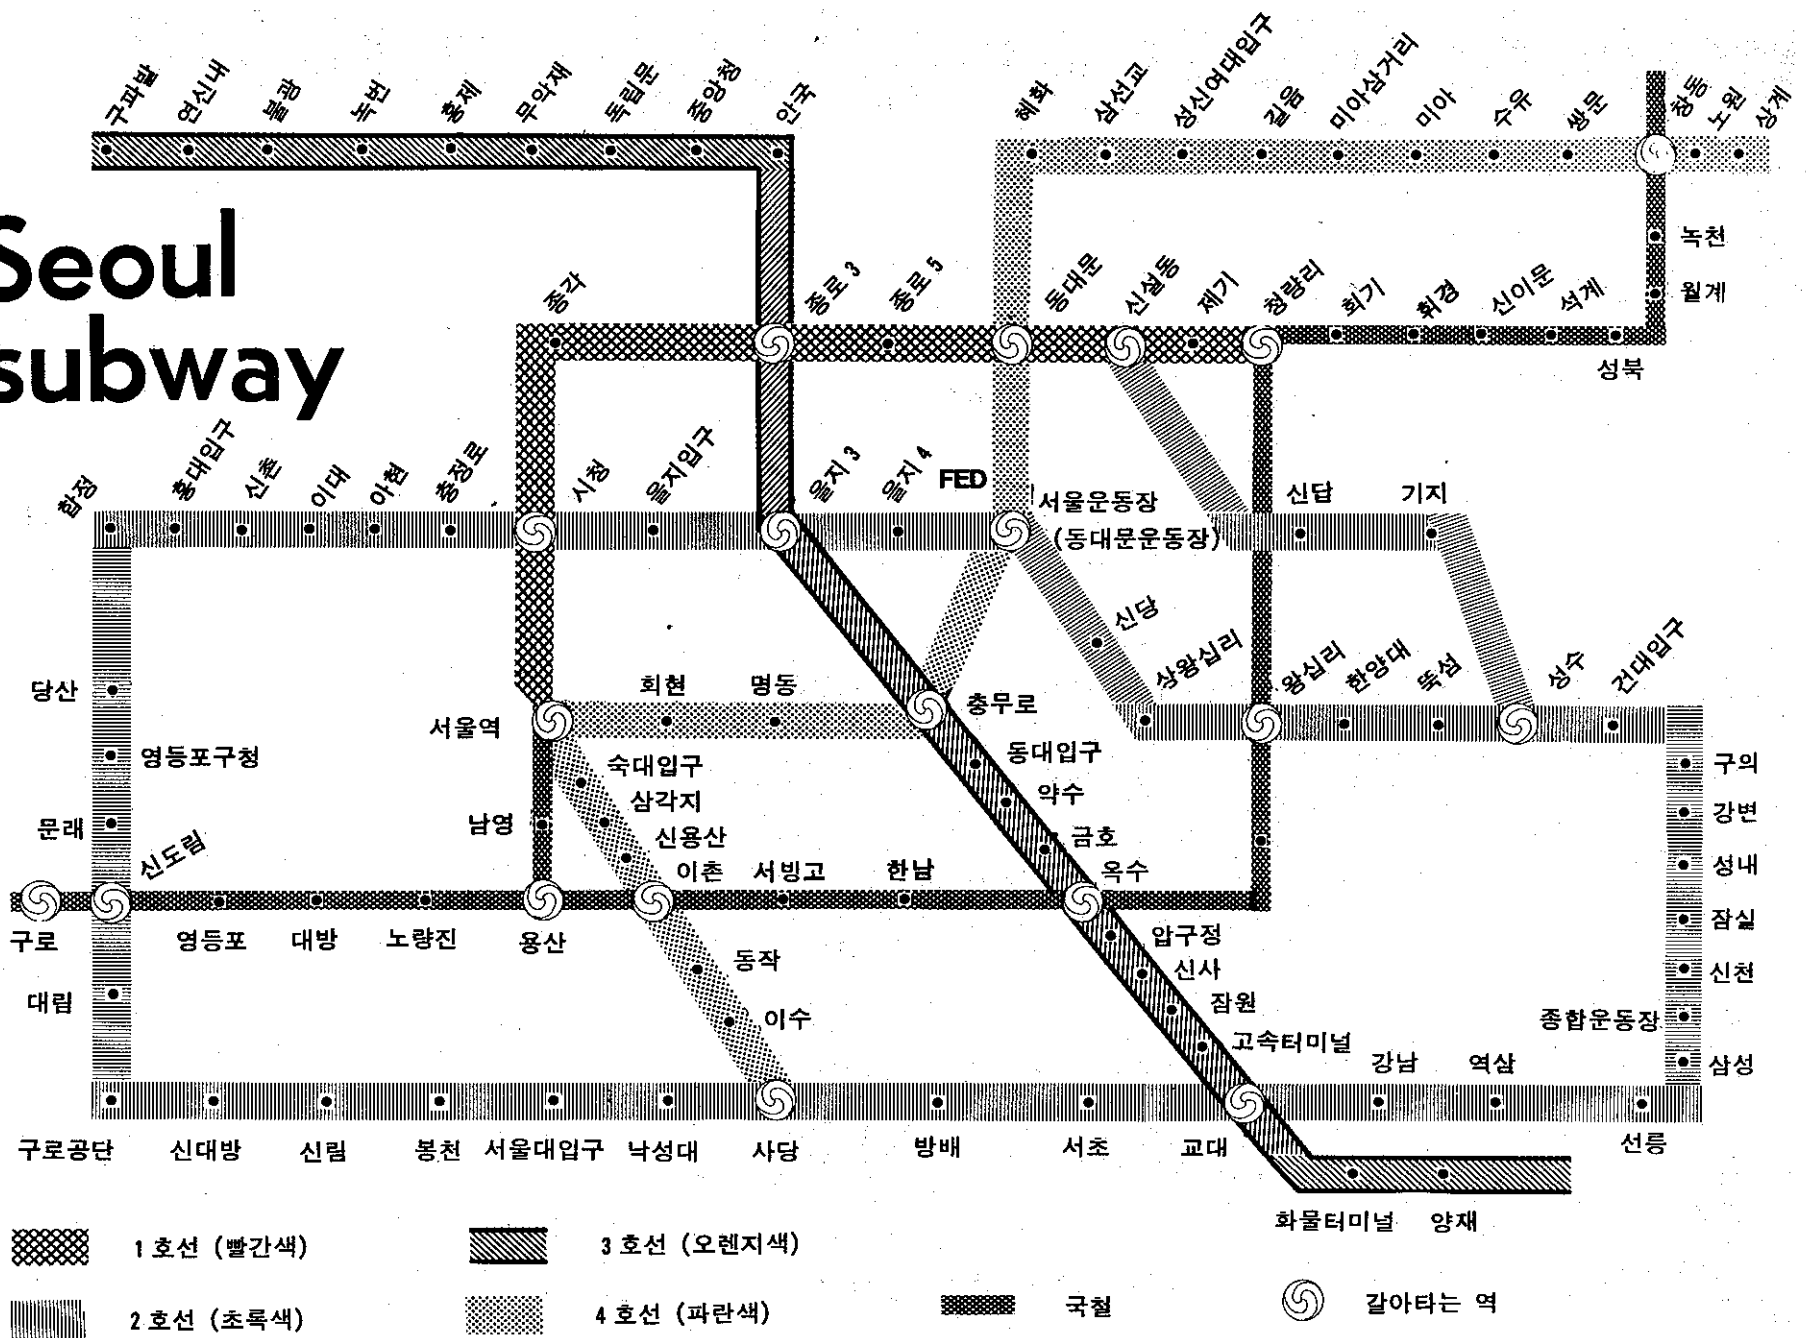 구파발
연신내
불광
녹번
홍제
무악재
독립문
중앙청
안국
혜화
삼선교
성신여대입구
길음
미아삼거리
미아
수유
쌍문
창동
노원
상계
Seoul
subway
녹천
월계
종각
종로 3
종로 5
동대문
신설동
제기
청량리
회기
휘경
신이문
석계
성북
합정
홍대입구
신촌
이대
아현
충정로
시청
을지입구
을지 3
을지 4
FED
서울운동장
(동대문운동장)
신답
기지
신당
상왕십리
왕십리
한양대
뚝섬
성수
건대입구
당산
영등포구청
문래
신도림
서울역
회현
명동
충무로
숙대입구
삼각지
신용산
남영
이촌
서빙고
한남
동대입구
약수
금호
옥수
구의
강변
성내
잠실
신천
종합운동장
삼성
구로
영등포
대방
노량진
용산
대림
동작
이수
압구정
신사
잠원
고속터미널
강남
역삼
구로공단
신대방
신림
봉천
서울대입구
낙성대
사당
방배
서초
교대
선릉
화물터미널
양재
1 호선 (빨간색)
3 호선 (오렌지색)
2 호선 (초록색)
4 호선 (파란색)
국철
갈아타는 역